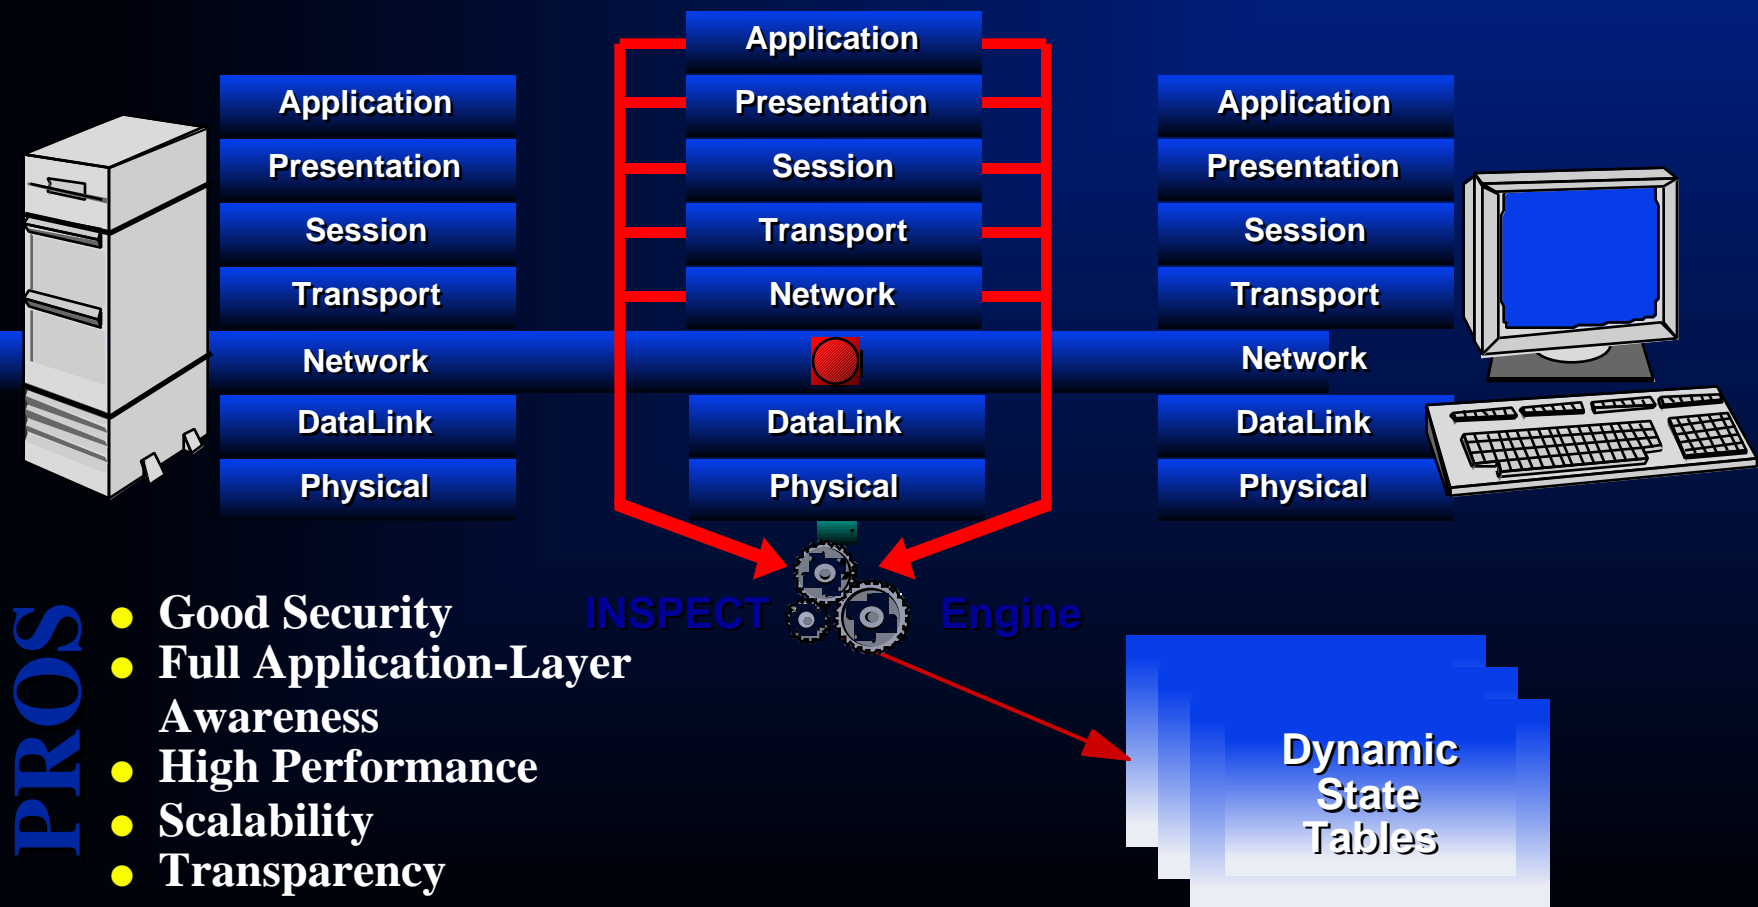 Application
Presentation
Session
Transport
Network
DataLink
Physical
Application
Presentation
Session
Transport
Network
DataLink
Physical
Application
Presentation
Session
Transport
Network
DataLink
Physical
INSPECT Engine
PROS
Good Security
Full Application-Layer
Awareness
High Performance
Scalability
Transparency
Dynamic
State
Tables